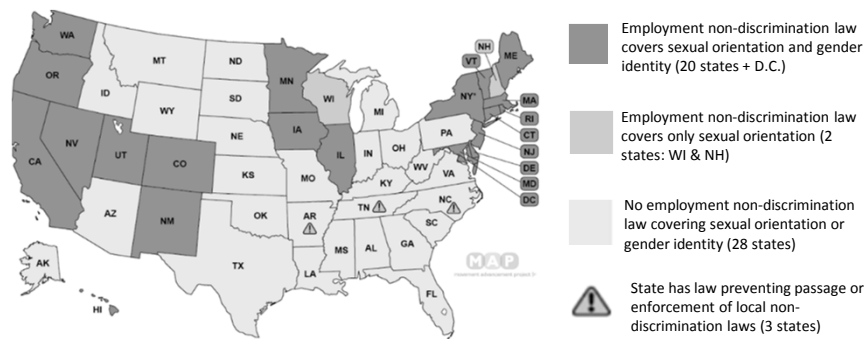 WA
OR
CA
NV
ID
MT
WY
UT
CO
AZ
NM
ND
SD
NE
KS
OK
TX
MN
IA
MO
AR
LA
WI
IL
MI
IN
OH
KY
TN
MS
AL
GA
FL
SC
NC
VA
WV
PA
NY*
VT
NH
ME
MA
RI
CT
NJ
DE
MD
DC
AK
HI
MAP
movement advancement project
Employment non-discrimination law
covers sexual orientation and gender
identity (20 states + D.C.)
Employment non-discrimination law
covers only sexual orientation (2
states: WI & NH)
No employment non-discrimination
law covering sexual orientation or
gender identity (28 states)
State has law preventing passage or
enforcement of local non-
discrimination laws (3 states)